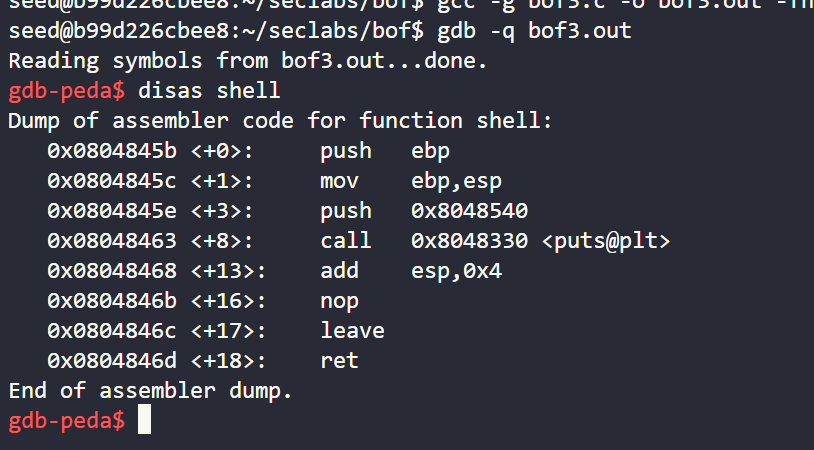 seed@b99d226cbee8:~/seclabs/bof$ gcc -g bof3.c -o bof3.out
seed@b99d226cbee8:~/seclabs/bof$ gdb -q bof3.out
Reading symbols from bof3.out...done.
gdb-peda$ disas shell
Dump of assembler code for function shell:
   0x0804845b <+0>:     push   ebp
   0x0804845c <+1>:     mov    ebp,esp
   0x0804845e <+3>:     push   0x8048540
   0x08048463 <+8>:     call   0x8048330 <puts@plt>
   0x08048468 <+13>:    add    esp,0x4
   0x0804846b <+16>:    nop
   0x0804846c <+17>:    leave
   0x0804846d <+18>:    ret
End of assembler dump.
gdb-peda$